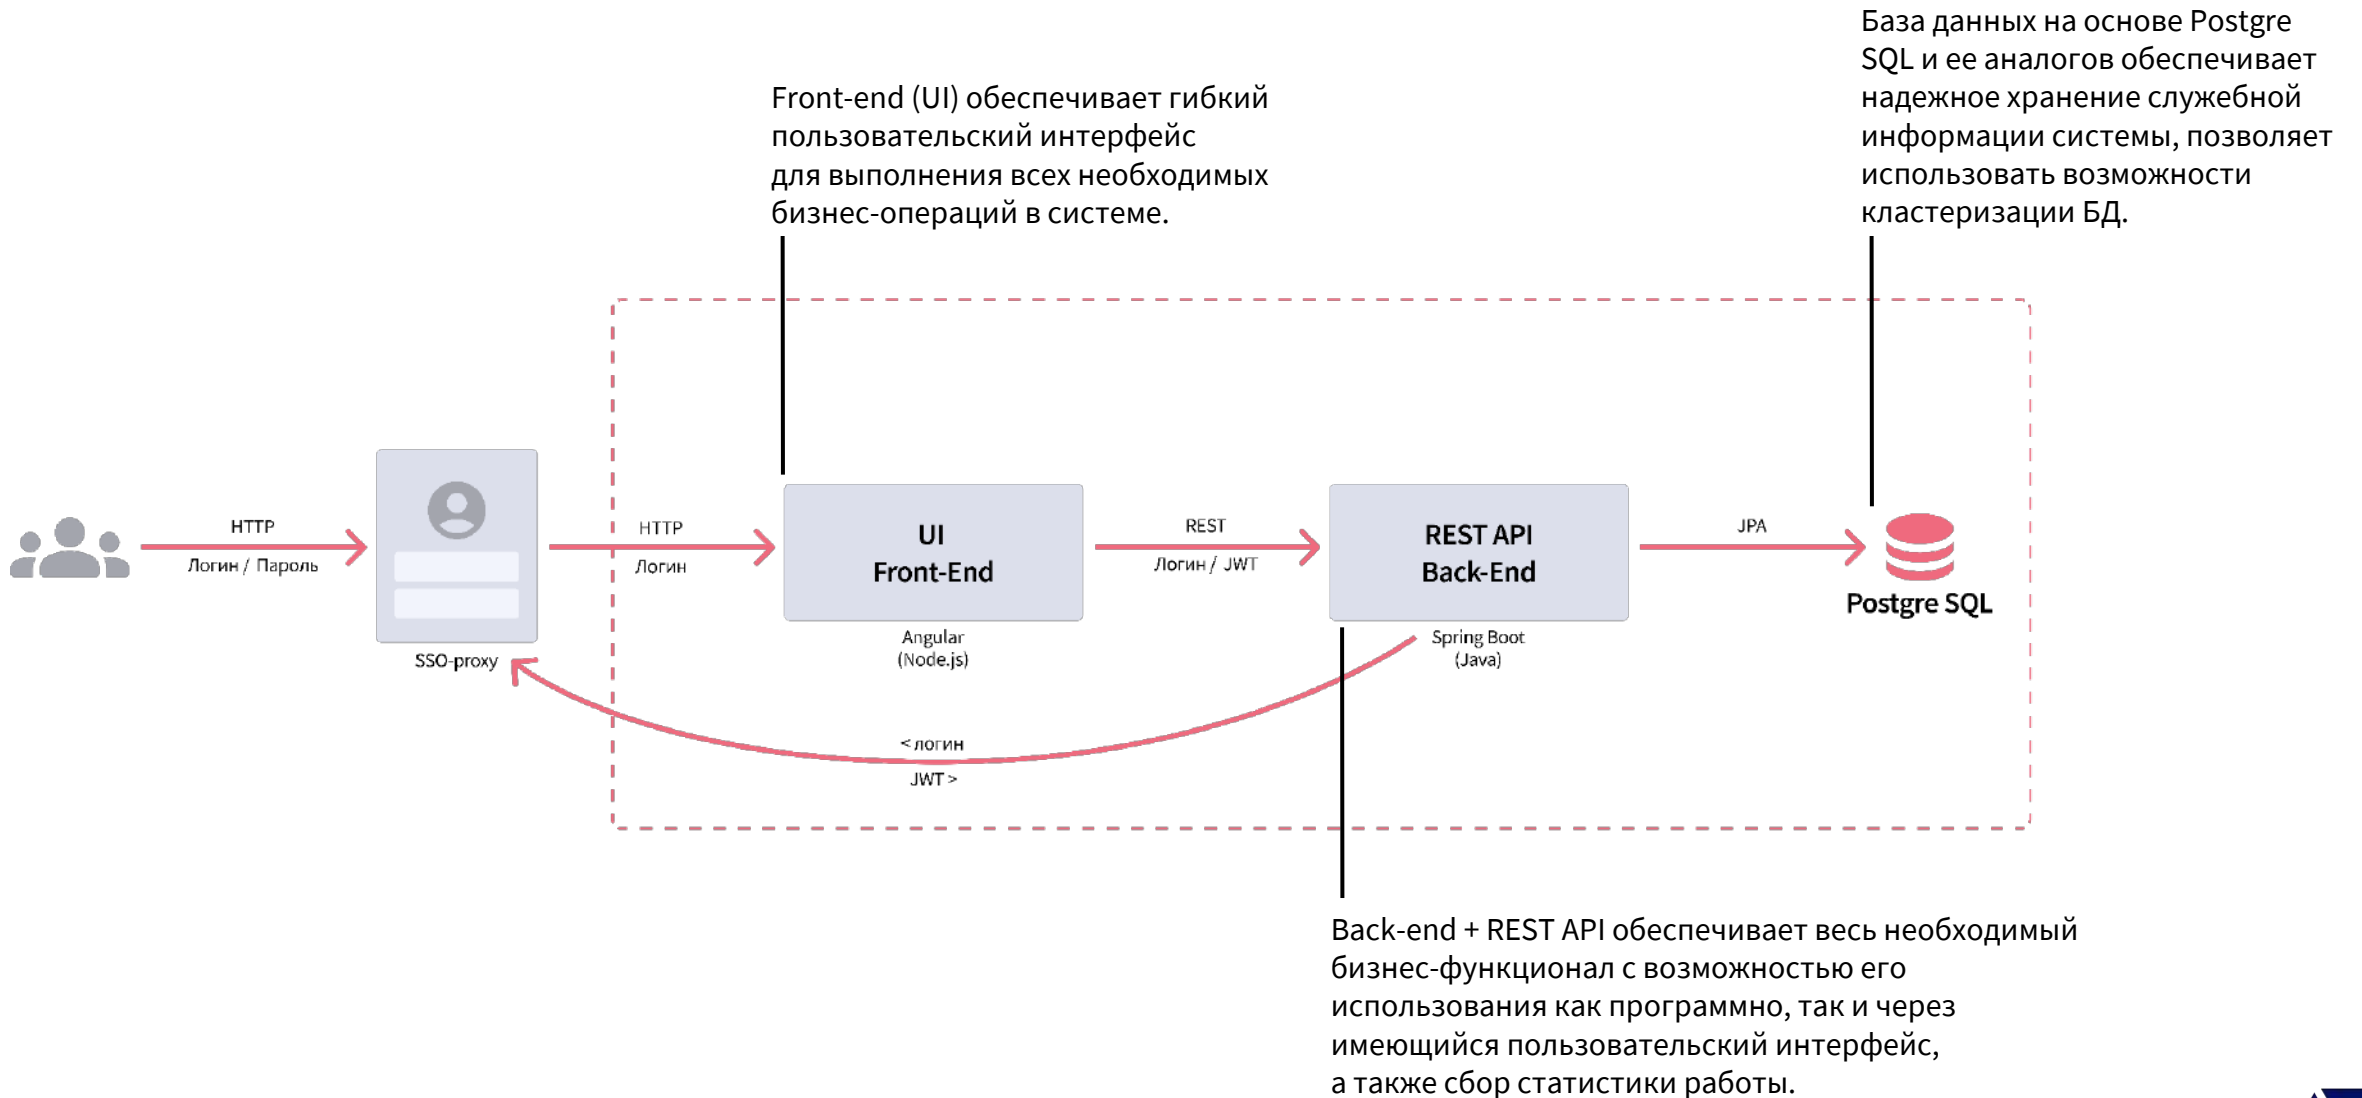 База данных на основе Postgre
SQL и ее аналогов обеспечивает
надежное хранение служебной
информации системы, позволяет
использовать возможности
кластеризации БД.
Front-end (UI) обеспечивает гибкий
пользовательский интерфейс
для выполнения всех необходимых
бизнес-операций в системе.
HTTP
Логин / Пароль
SSO-proxy
HTTP
Логин
UI
Front-End
Angular
(Node.js)
REST
Логин / JWT
REST API
Back-End
Spring Boot
(Java)
JPA
Postgre SQL
< логин
JWT >
Back-end + REST API обеспечивает весь необходимый
бизнес-функционал с возможностью его
использования как программно, так и через
имеющийся пользовательский интерфейс,
а также сбор статистики работы.